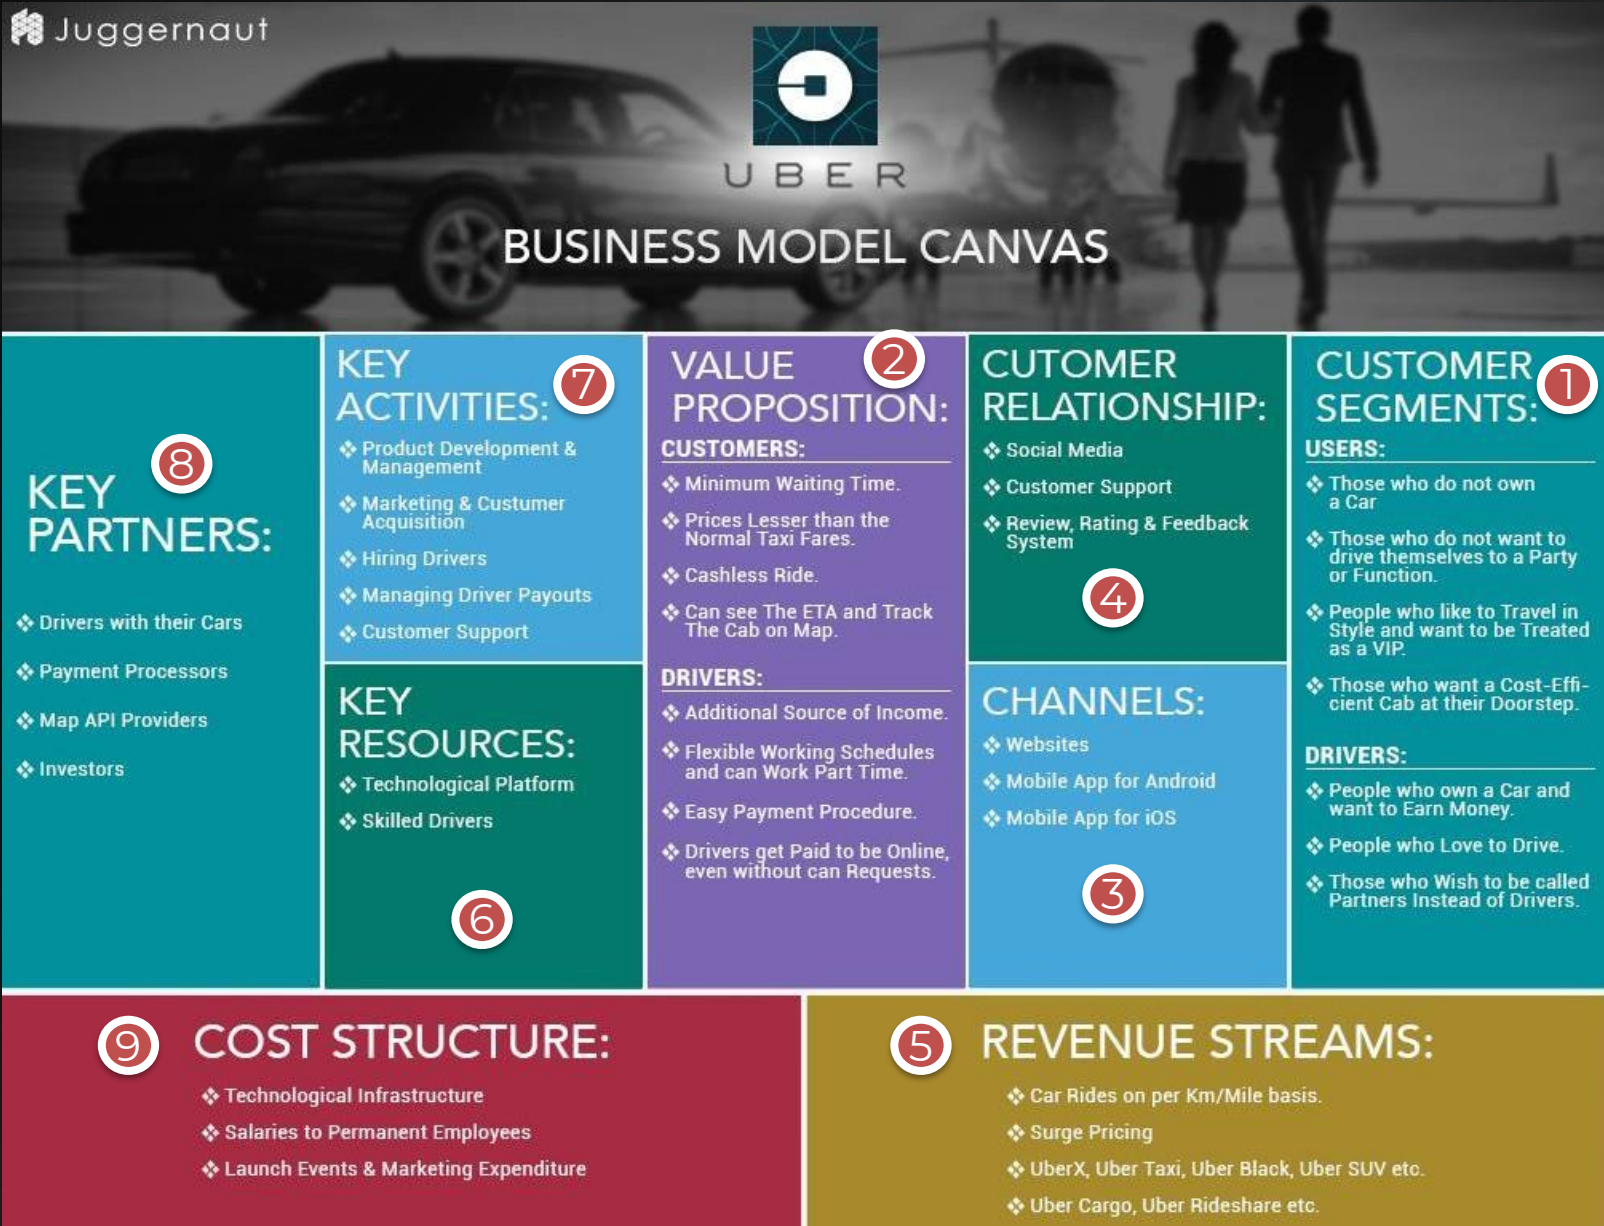 Juggernaut
UBER
BUSINESS MODEL CANVAS
8
KEY
PARTNERS:
Drivers with their Cars
Payment Processors
Map API Providers
Investors
KEY
ACTIVITIES:
7
Product Development &
Management
Marketing & Custumer
Acquisition
Hiring Drivers
Managing Driver Payouts
Customer Support
KEY
RESOURCES:
Technological Platform
Skilled Drivers
6
2
VALUE
PROPOSITION:
CUSTOMERS:
Minimum Waiting Time.
Prices Lesser than the
Normal Taxi Fares.
Cashless Ride.
Can see The ETA and Track
The Cab on Map.
DRIVERS:
Additional Source of Income.
Flexible Working Schedules
and can Work Part Time.
Easy Payment Procedure.
Drivers get Paid to be Online,
even without can Requests.
CUTOMER
RELATIONSHIP:
Social Media
Customer Support
Review, Rating & Feedback
System
4
CHANNELS:
Websites
Mobile App for Android
Mobile App for iOS
3
CUSTOMER
SEGMENTS:
1
USERS:
Those who do not own
a Car
Those who do not want to
drive themselves to a Party
or Function.
People who like to Travel in
Style and want to be Treated
as a VIP.
Those who want a Cost-Effi-
cient Cab at their Doorstep.
DRIVERS:
People who own a Car and
want to Earn Money.
People who Love to Drive.
Those who Wish to be called
Partners Instead of Drivers.
9
COST STRUCTURE:
Technological Infrastructure
Salaries to Permanent Employees
Launch Events & Marketing Expenditure
5
REVENUE STREAMS:
Car Rides on per Km/Mile basis.
Surge Pricing
UberX, Uber Taxi, Uber Black, Uber SUV etc.
Uber Cargo, Uber Rideshare etc.